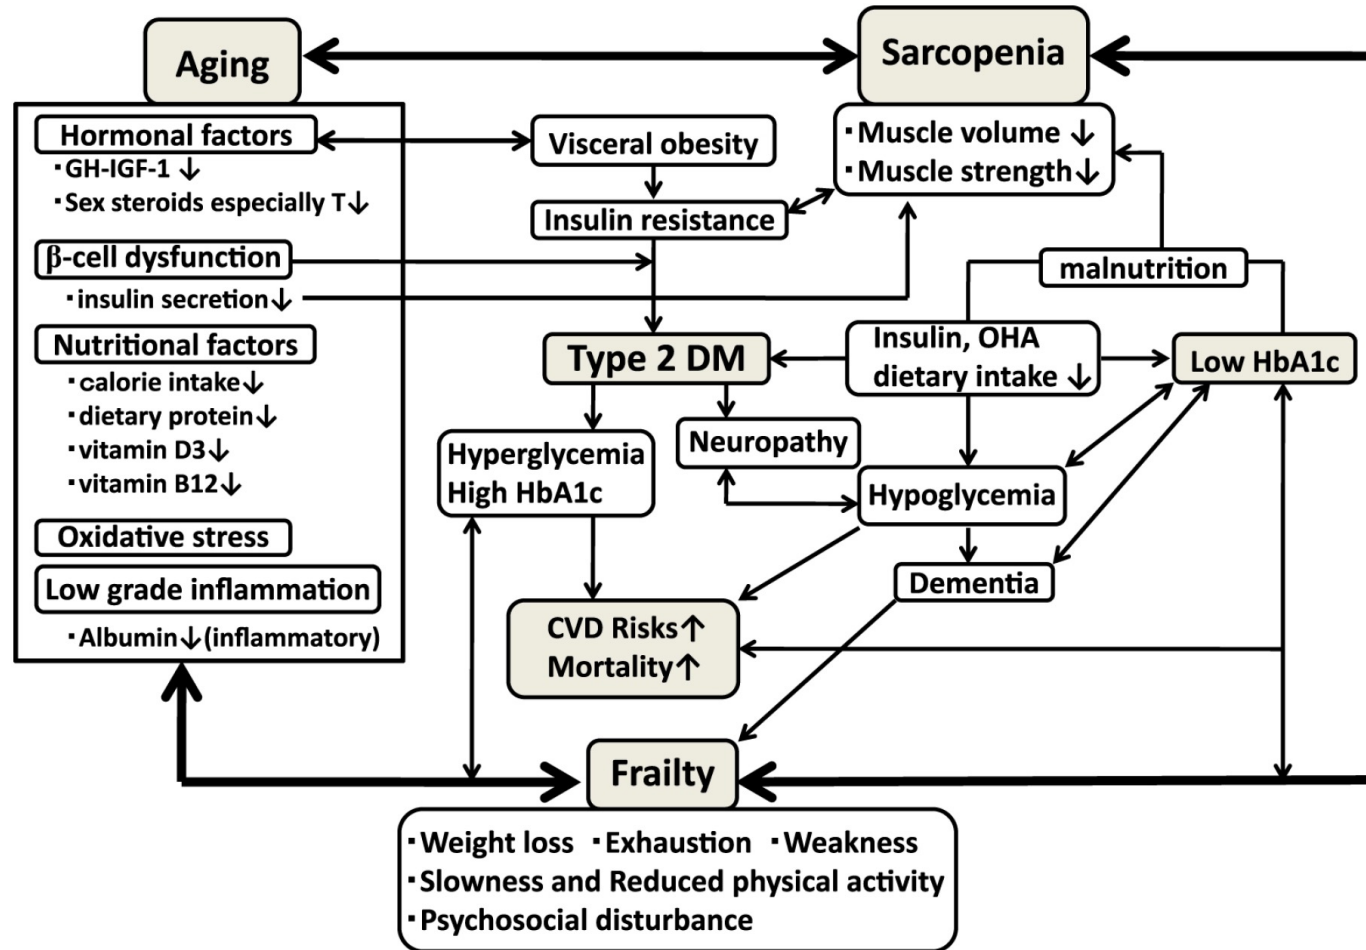 Aging
Sarcopenia
Hormonal factors
・GH-IGF-1 ↓
・Sex steroids especially T↓
β-cell dysfunction
・insulin secretion↓
Nutritional factors
・calorie intake↓
・dietary protein↓
・vitamin D3↓
・vitamin B12↓
Oxidative stress
Low grade inflammation
・Albumin↓(inflammatory)
Visceral obesity
Insulin resistance
・Muscle volume ↓
・Muscle strength↓
malnutrition
Type 2 DM
Insulin, OHA
dietary intake ↓
Low HbA1c
Hyperglycemia
High HbA1c
Neuropathy
Hypoglycemia
Dementia
CVD Risks↑
Mortality↑
Frailty
・Weight loss ・Exhaustion ・Weakness
・Slowness and Reduced physical activity
・Psychosocial disturbance